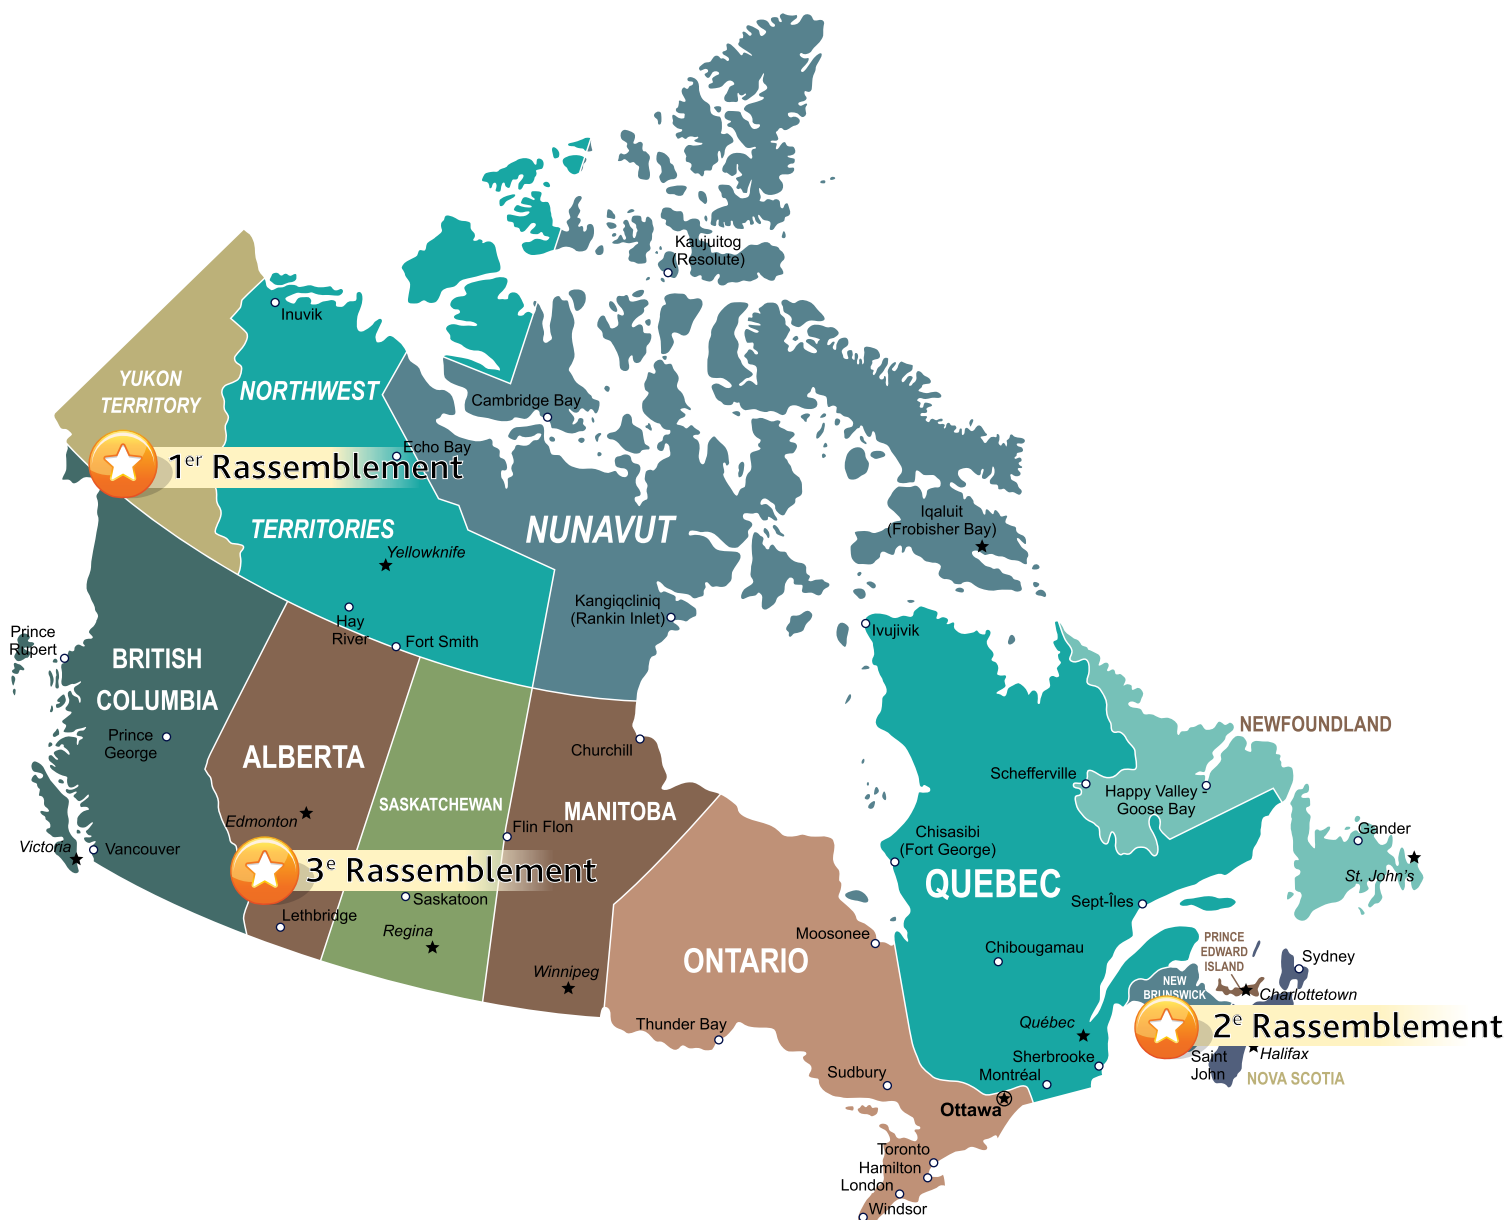 Kaujuitog
(Resolute)
Inuvik
YUKON
TERRITORY
NORTHWEST
Cambridge Bay
Echo Bay
1er Rassemblement
Iqaluit
(Frobisher Bay)
TERRITORIES
NUNAVUT
Yellowknife
Kangiqcliniq
(Rankin Inlet)
Hay
River
Fort Smith
Ivujivik
Prince
Rupert
BRITISH
COLUMBIA
Prince
George
ALBERTA
Churchill
NEWFOUNDLAND
Schefferville
Happy Valley -
Goose Bay
SASKATCHEWAN
MANITOBA
Edmonton
Flin Flon
Chisasibi
(Fort George)
Gander
Victoria
Vancouver
3e Rassemblement
St. John's
QUEBEC
Saskatoon
Sept-Îles
Lethbridge
Regina
Moosonee
Chibougamau
PRINCE
EDWARD
ISLAND
Sydney
ONTARIO
Winnipeg
NEW
BRUNSWICK
Charlottetown
Thunder Bay
Québec
2e Rassemblement
Sherbrooke
Saint
John
Halifax
Sudbury
Montréal
NOVA SCOTIA
Ottawa
Toronto
Hamilton
London
Windsor